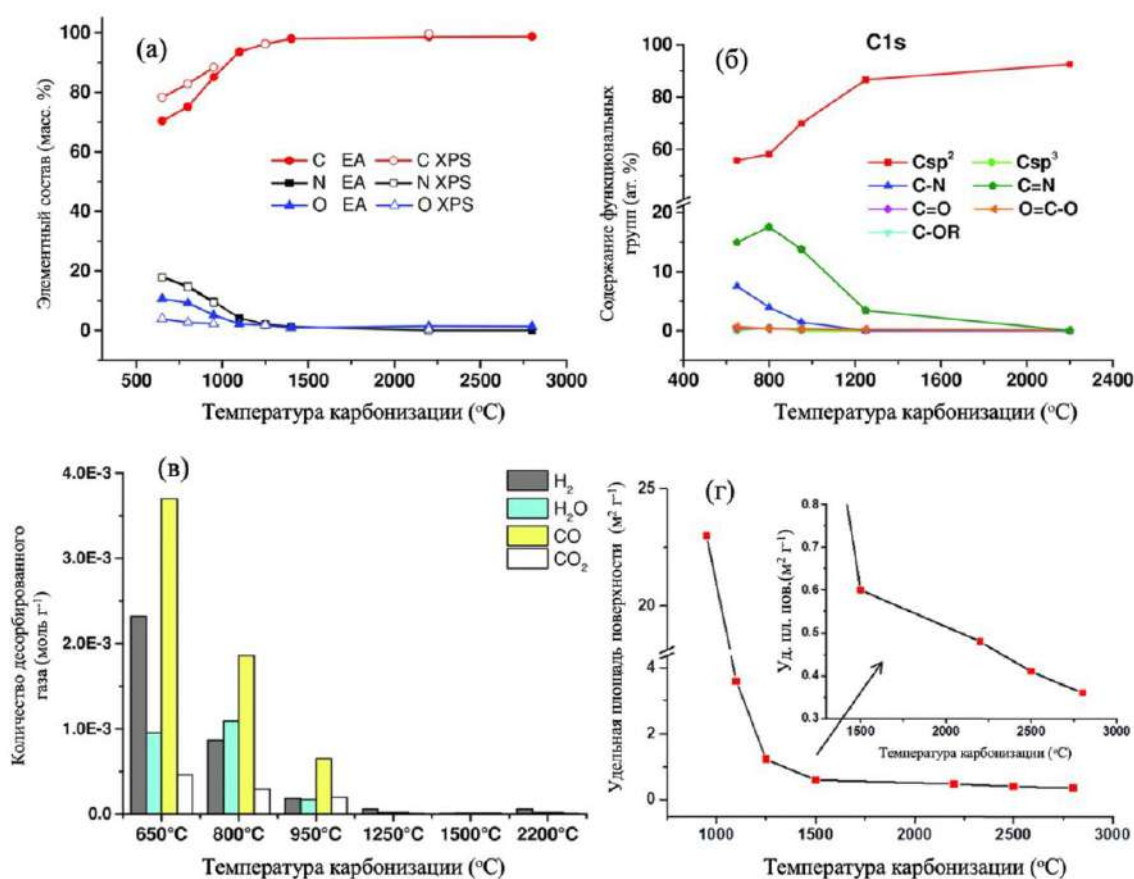 (а)
Элементный состав (масс. %)
100
80
60
40
20
0
C EA
C XPS
N EA
N XPS
O EA
O XPS
500 1000 1500 2000 2500 3000
Температура карбонизации (°C)
(б)
C1s
Содержание функциональных
групп (ат. %)
100
80
60
20
15
10
5
0
Csp²
Csp³
C-N
C=N
C=O
O=C-O
C-OR
400 800 1200 1600 2000 2400
Температура карбонизации (°C)
(в)
Количество десорбированного
газа (моль г⁻¹)
4.0E-3
3.0E-3
2.0E-3
1.0E-3
0.0E-3
H₂
H₂O
CO
CO₂
650°C 800°C 950°C 1250°C 1500°C 2200°C
Температура карбонизации (°C)
(г)
Удельная площадь поверхности (м² г⁻¹)
25
20
4
2
0
1000 1500 2000 2500 3000
Температура карбонизации (°C)
Уд. пл. пов.(м² г⁻¹)
0.8
0.7
0.6
0.5
0.4
0.3
1500 2000 2500 3000
Температура карбонизации (°C)